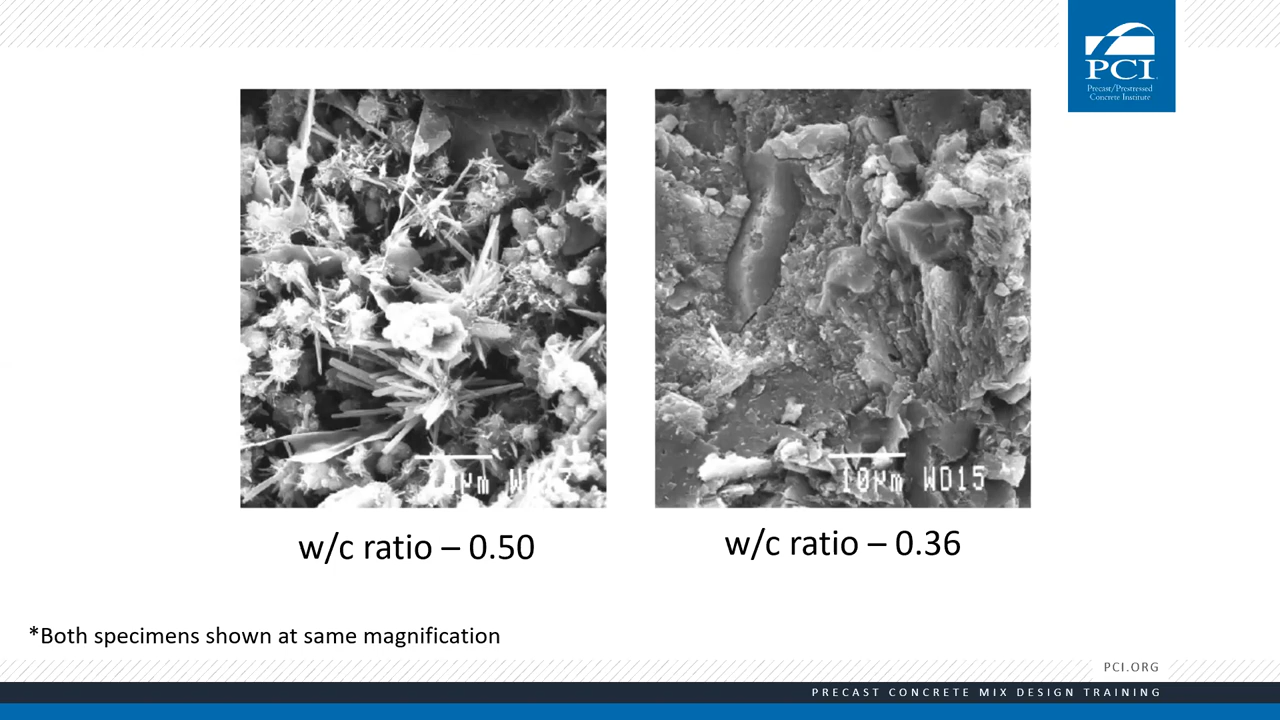 PCI
Precast/Prestressed
Concrete Institute
10µm WD15
w/c ratio – 0.50
w/c ratio – 0.36
*Both specimens shown at same magnification
PCI.ORG
PRECAST CONCRETE MIX DESIGN TRAINING